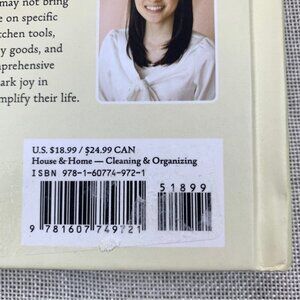 may not bring
e on specific
tchen tools,
y goods, and
mprehensive
ark joy in
mplify their life.
U.S. $18.99 / $24.99 CAN
House & Home — Cleaning & Organizing
ISBN 978-1-60774-972-1
51899
9 781607 749721